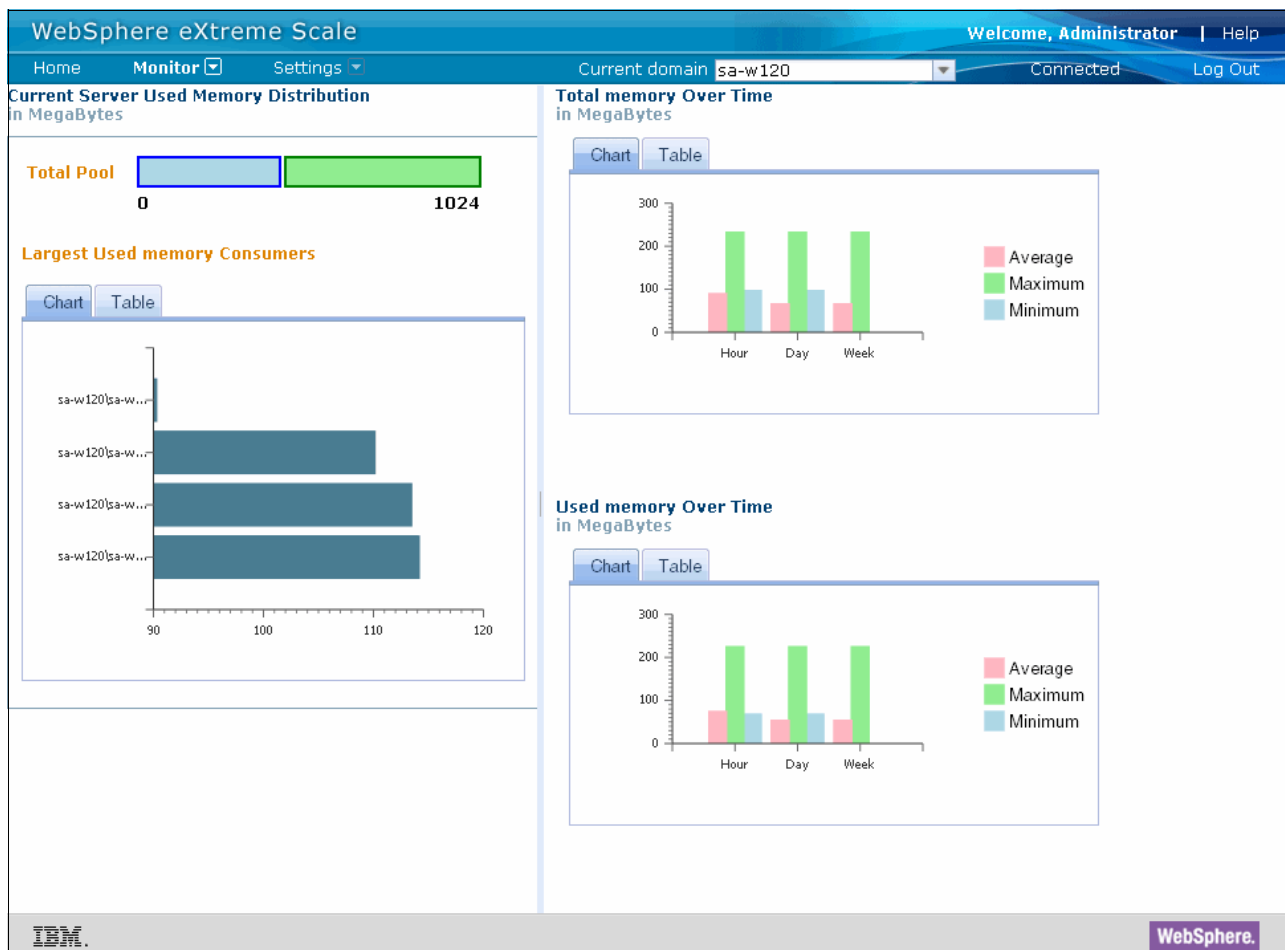 WebSphere eXtreme Scale
Welcome, Administrator | Help
Home Monitor Settings Current domain sa-w120 Connected Log Out
Current Server Used Memory Distribution
in MegaBytes
Total Pool
0 1024
Largest Used memory Consumers
Chart Table
sa-w120\sa-w...
sa-w120\sa-w...
sa-w120\sa-w...
sa-w120\sa-w...
90 100 110 120
Total memory Over Time
in MegaBytes
Chart Table
300
200
100
0
Hour Day Week
Average
Maximum
Minimum
Used memory Over Time
in MegaBytes
Chart Table
300
200
100
0
Hour Day Week
Average
Maximum
Minimum
IBM.
WebSphere.